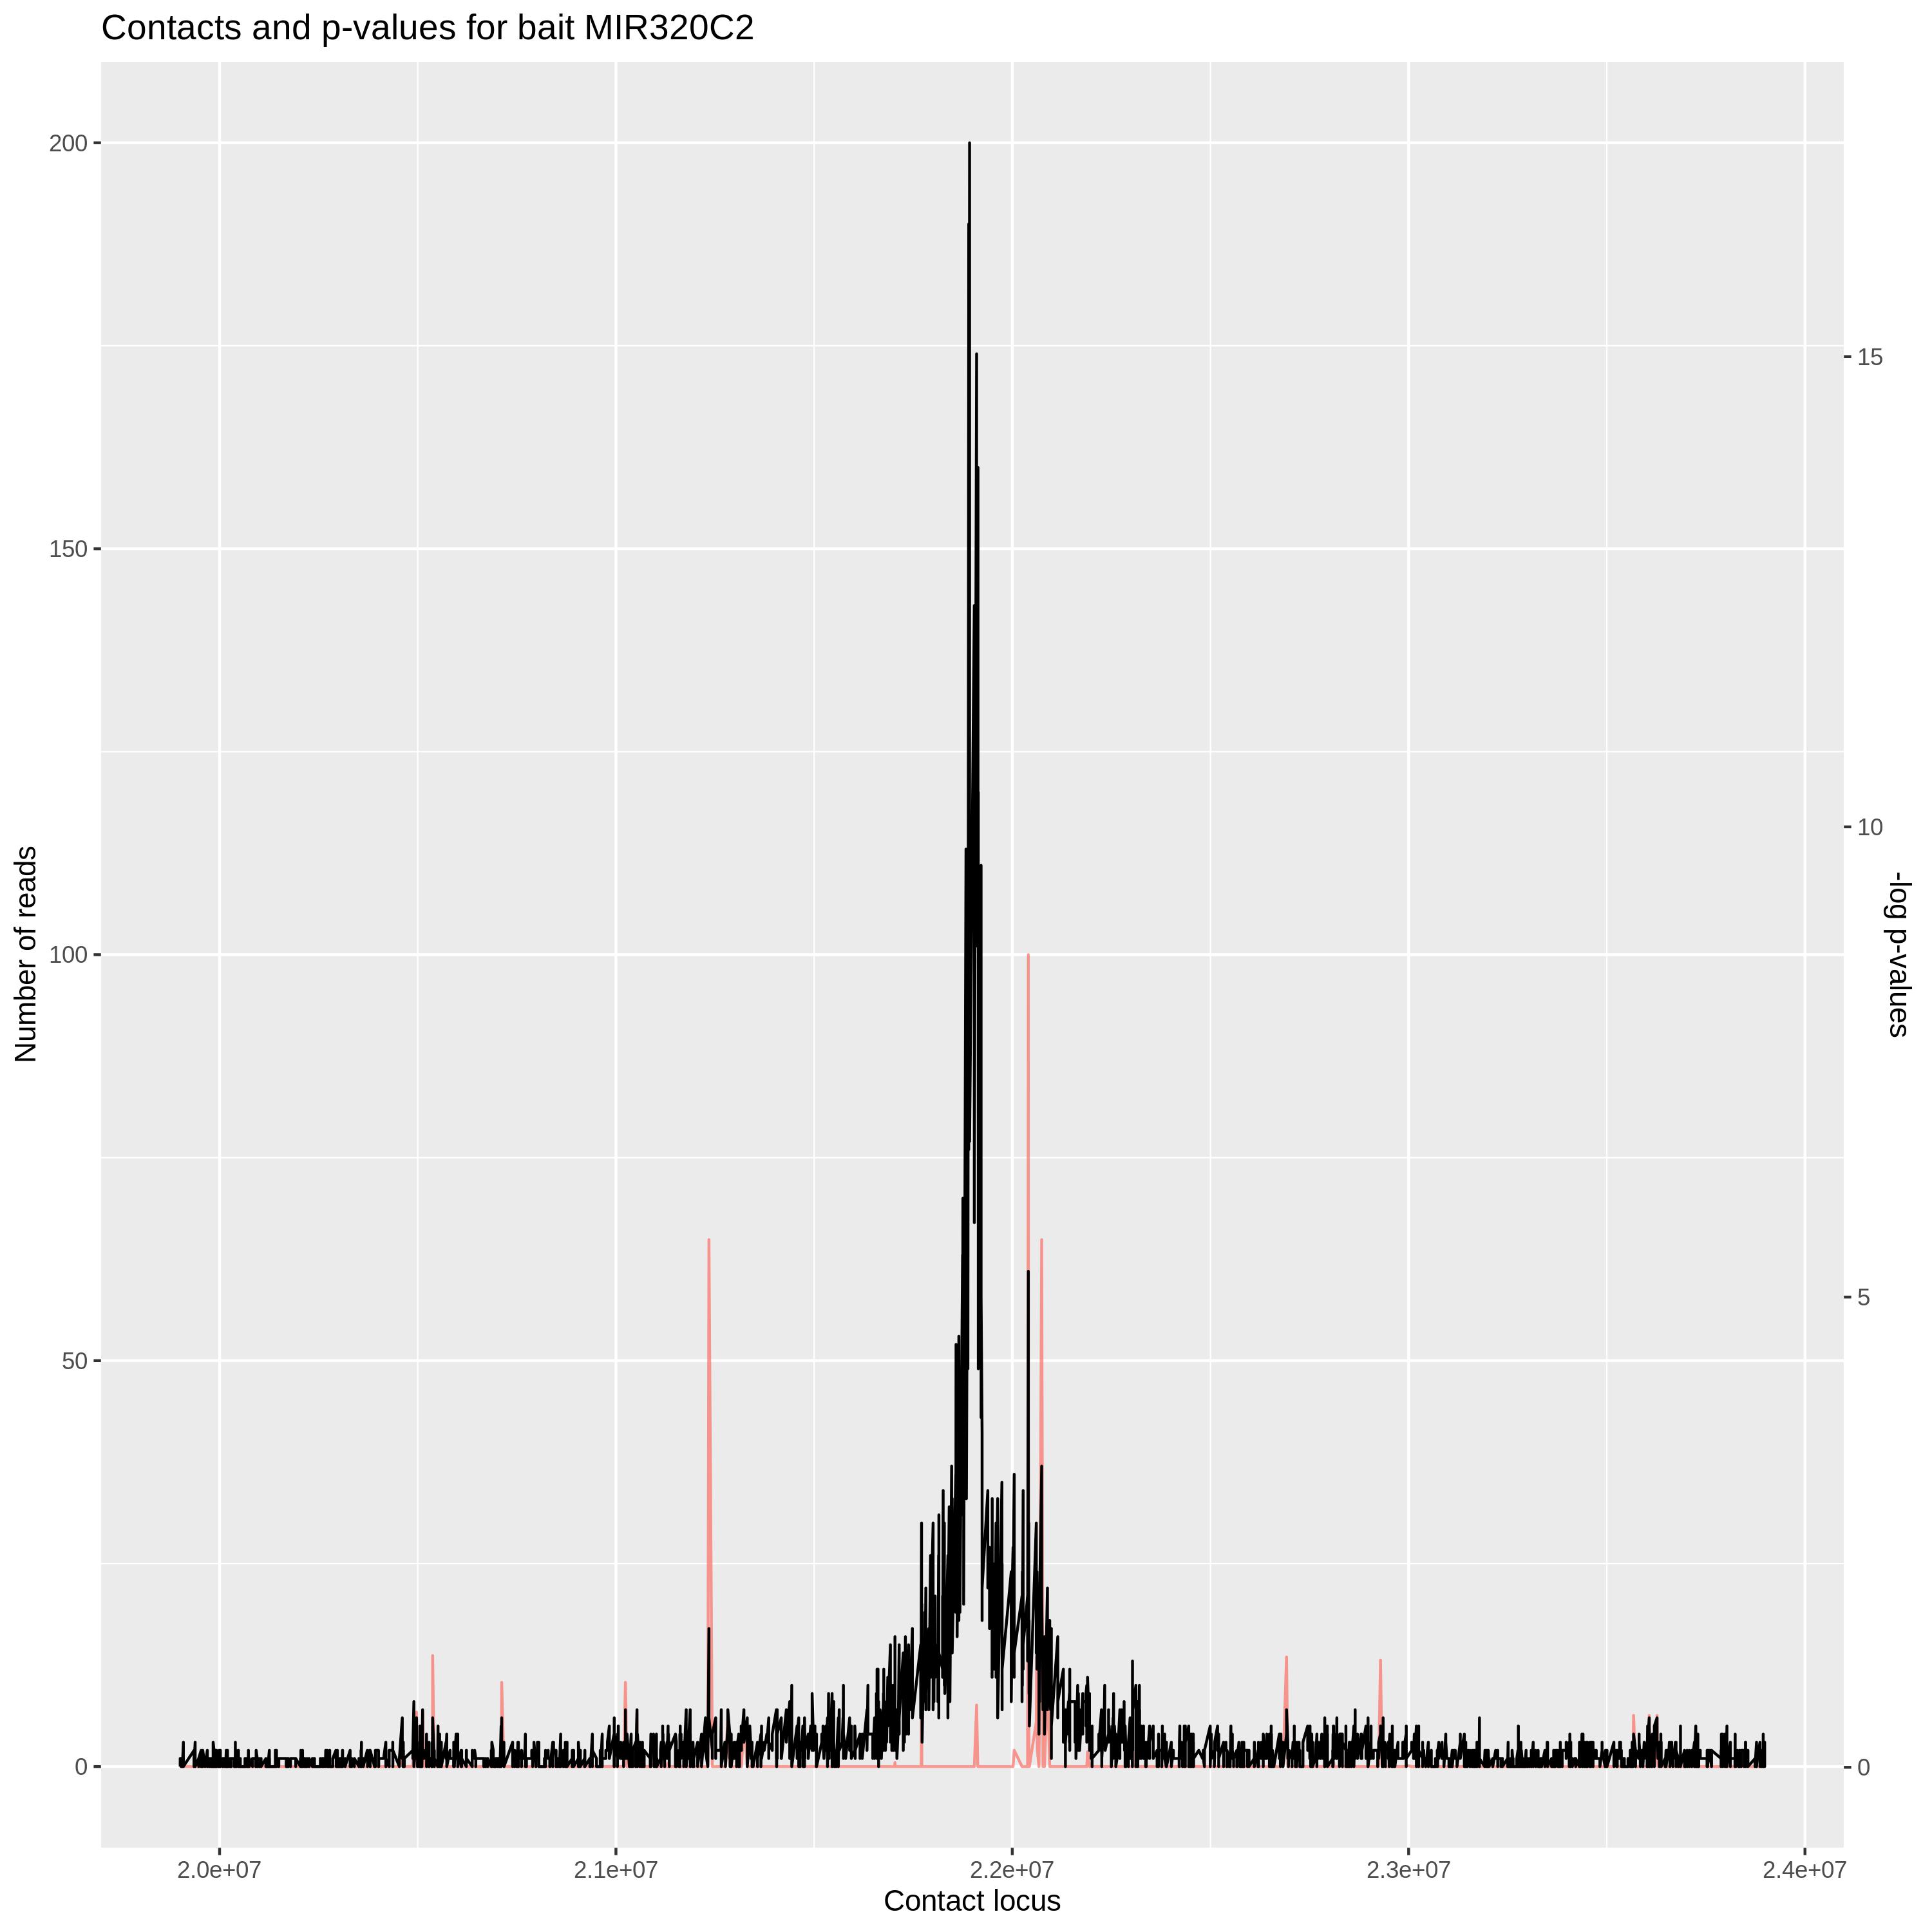 Contacts and p-values for bait MIR320C2
200
150
100
50
0
Number of reads
15
10
5
0
-log p-values
2.0e+07 2.1e+07 2.2e+07 2.3e+07 2.4e+07
Contact locus